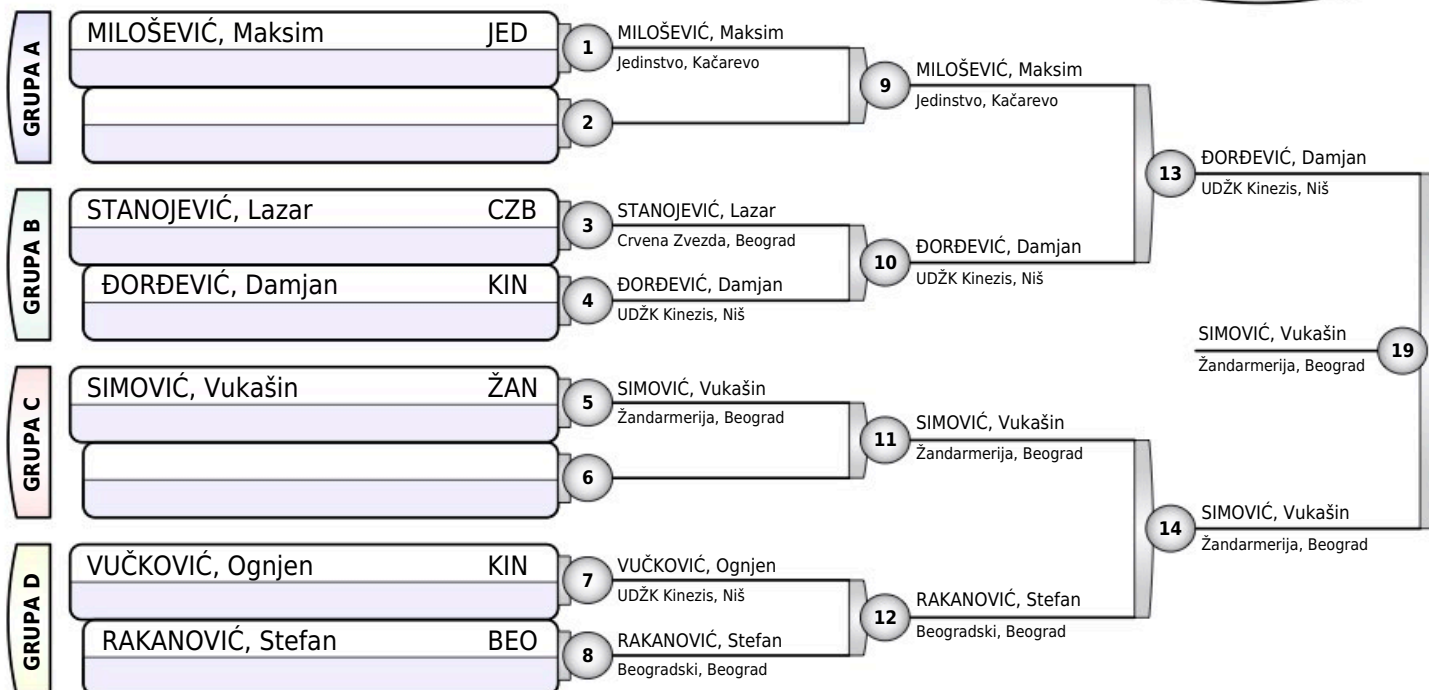 GRUPA A
MILOŠEVIĆ, Maksim JED
1
2
MILOŠEVIĆ, Maksim
Jedinstvo, Kačarevo
9
MILOŠEVIĆ, Maksim
Jedinstvo, Kačarevo
GRUPA B
STANOJEVIĆ, Lazar CZB
ĐORĐEVIĆ, Damjan KIN
3
4
STANOJEVIĆ, Lazar
Crvena Zvezda, Beograd
ĐORĐEVIĆ, Damjan
UDŽK Kinezis, Niš
10
ĐORĐEVIĆ, Damjan
UDŽK Kinezis, Niš
13
ĐORĐEVIĆ, Damjan
UDŽK Kinezis, Niš
GRUPA C
SIMOVIĆ, Vukašin ŽAN
5
6
SIMOVIĆ, Vukašin
Žandarmerija, Beograd
11
SIMOVIĆ, Vukašin
Žandarmerija, Beograd
GRUPA D
VUČKOVIĆ, Ognjen KIN
RAKANOVIĆ, Stefan BEO
7
8
VUČKOVIĆ, Ognjen
UDŽK Kinezis, Niš
RAKANOVIĆ, Stefan
Beogradski, Beograd
12
RAKANOVIĆ, Stefan
Beogradski, Beograd
14
SIMOVIĆ, Vukašin
Žandarmerija, Beograd
SIMOVIĆ, Vukašin
Žandarmerija, Beograd
19